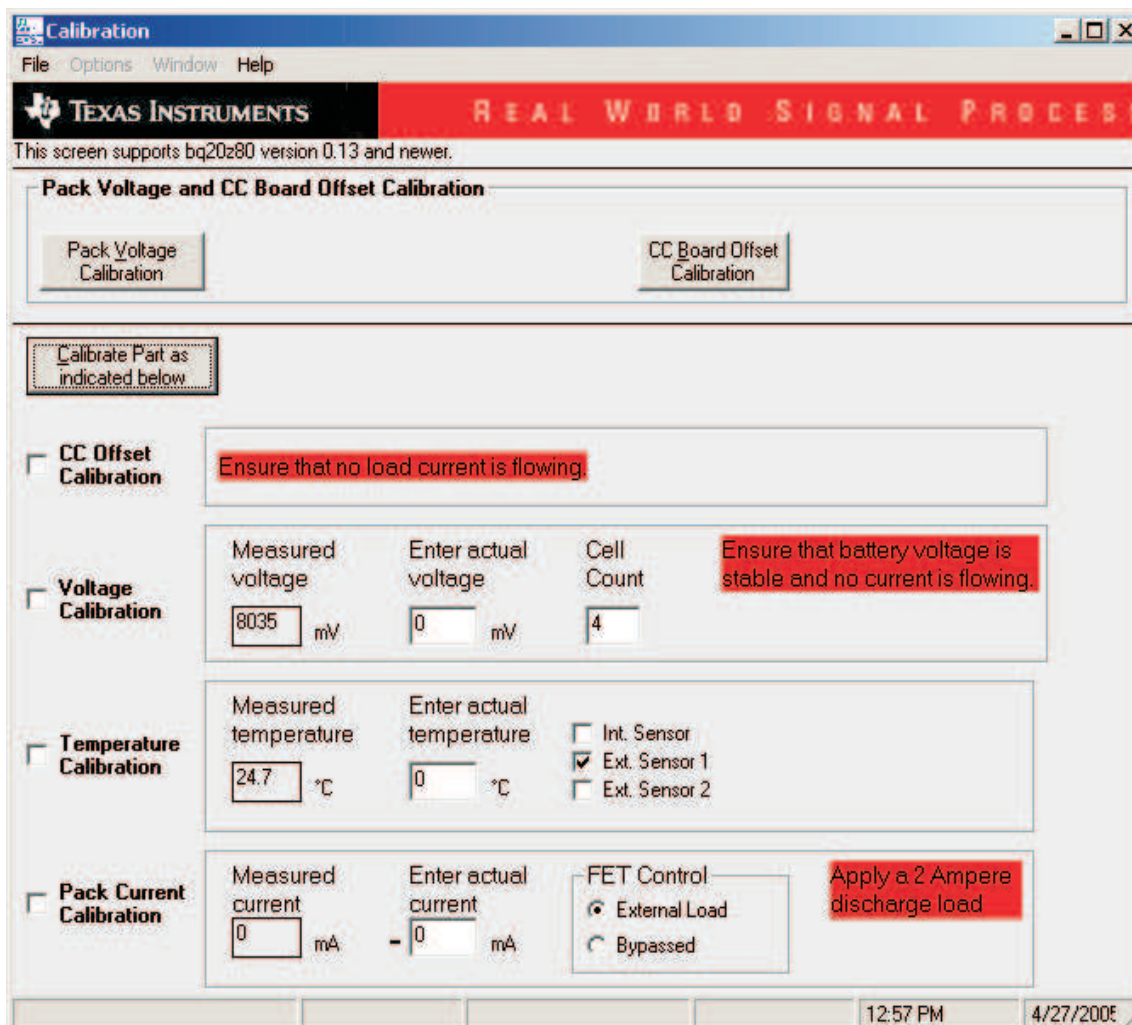 Calibration
File Options Window Help
TEXAS INSTRUMENTS REAL WORLD SIGNAL
This screen supports bq20z80 version 0.13 and newer.
Pack Voltage and CC Board Offset Calibration
Pack Voltage
Calibration
CC Board Offset
Calibration
Calibrate Part as
indicated below
CC Offset
Calibration
Ensure that no load current is flowing.
Voltage
Calibration
Measured
voltage
8035 mV
Enter actual
voltage
0 mV
Cell
Count
4
Ensure that battery voltage is
stable and no current is flowing.
Temperature
Calibration
Measured
temperature
24.7 °C
Enter actual
temperature
0 °C
Int. Sensor
Ext. Sensor 1
Ext. Sensor 2
Pack Current
Calibration
Measured
current
0 mA
Enter actual
current
- 0 mA
FET Control
External Load
Bypassed
Apply a 2 Ampere
discharge load
12:57 PM 4/27/2005